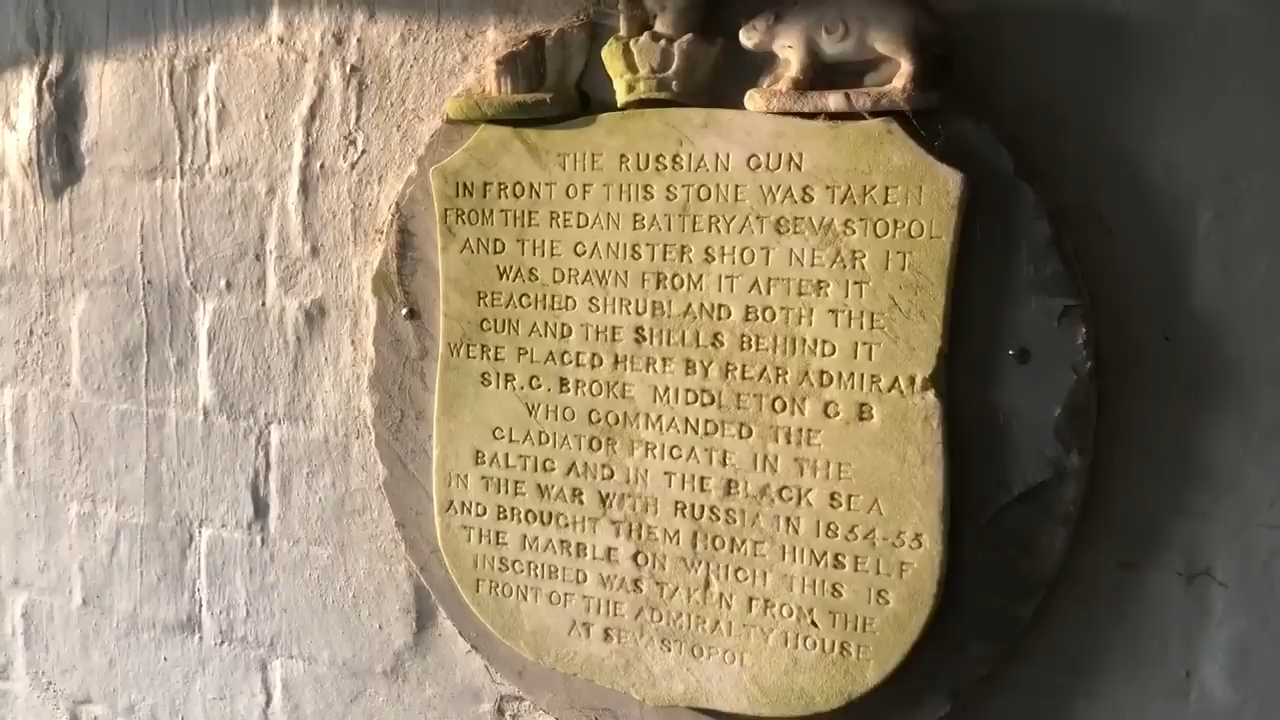 THE RUSSIAN GUN
IN FRONT OF THIS STONE WAS TAKEN
FROM THE REDAN BATTERY AT SEVASTOPOL
AND THE CANISTER SHOT NEAR IT
WAS DRAWN FROM IT AFTER IT
REACHED SHRUBLAND BOTH THE
GUN AND THE SHELLS BEHIND IT
WERE PLACED HERE BY REAR ADMIRAL
SIR.G. BROKE MIDDLETON C B
WHO COMMANDED THE
GLADIATOR FRIGATE IN THE
BALTIC AND IN THE BLACK SEA
IN THE WAR WITH RUSSIA IN 1854-55
AND BROUGHT THEM HOME HIMSELF
THE MARBLE ON WHICH THIS IS
INSCRIBED WAS TAKEN FROM THE
FRONT OF THE ADMIRALTY HOUSE
AT SEVASTOPOL